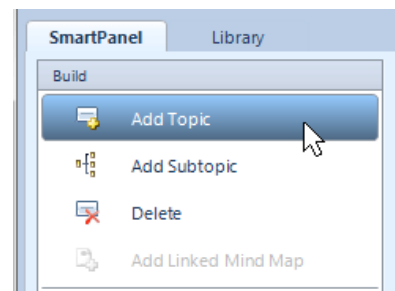 SmartPanel Library
Build
Add Topic
Add Subtopic
Delete
Add Linked Mind Map